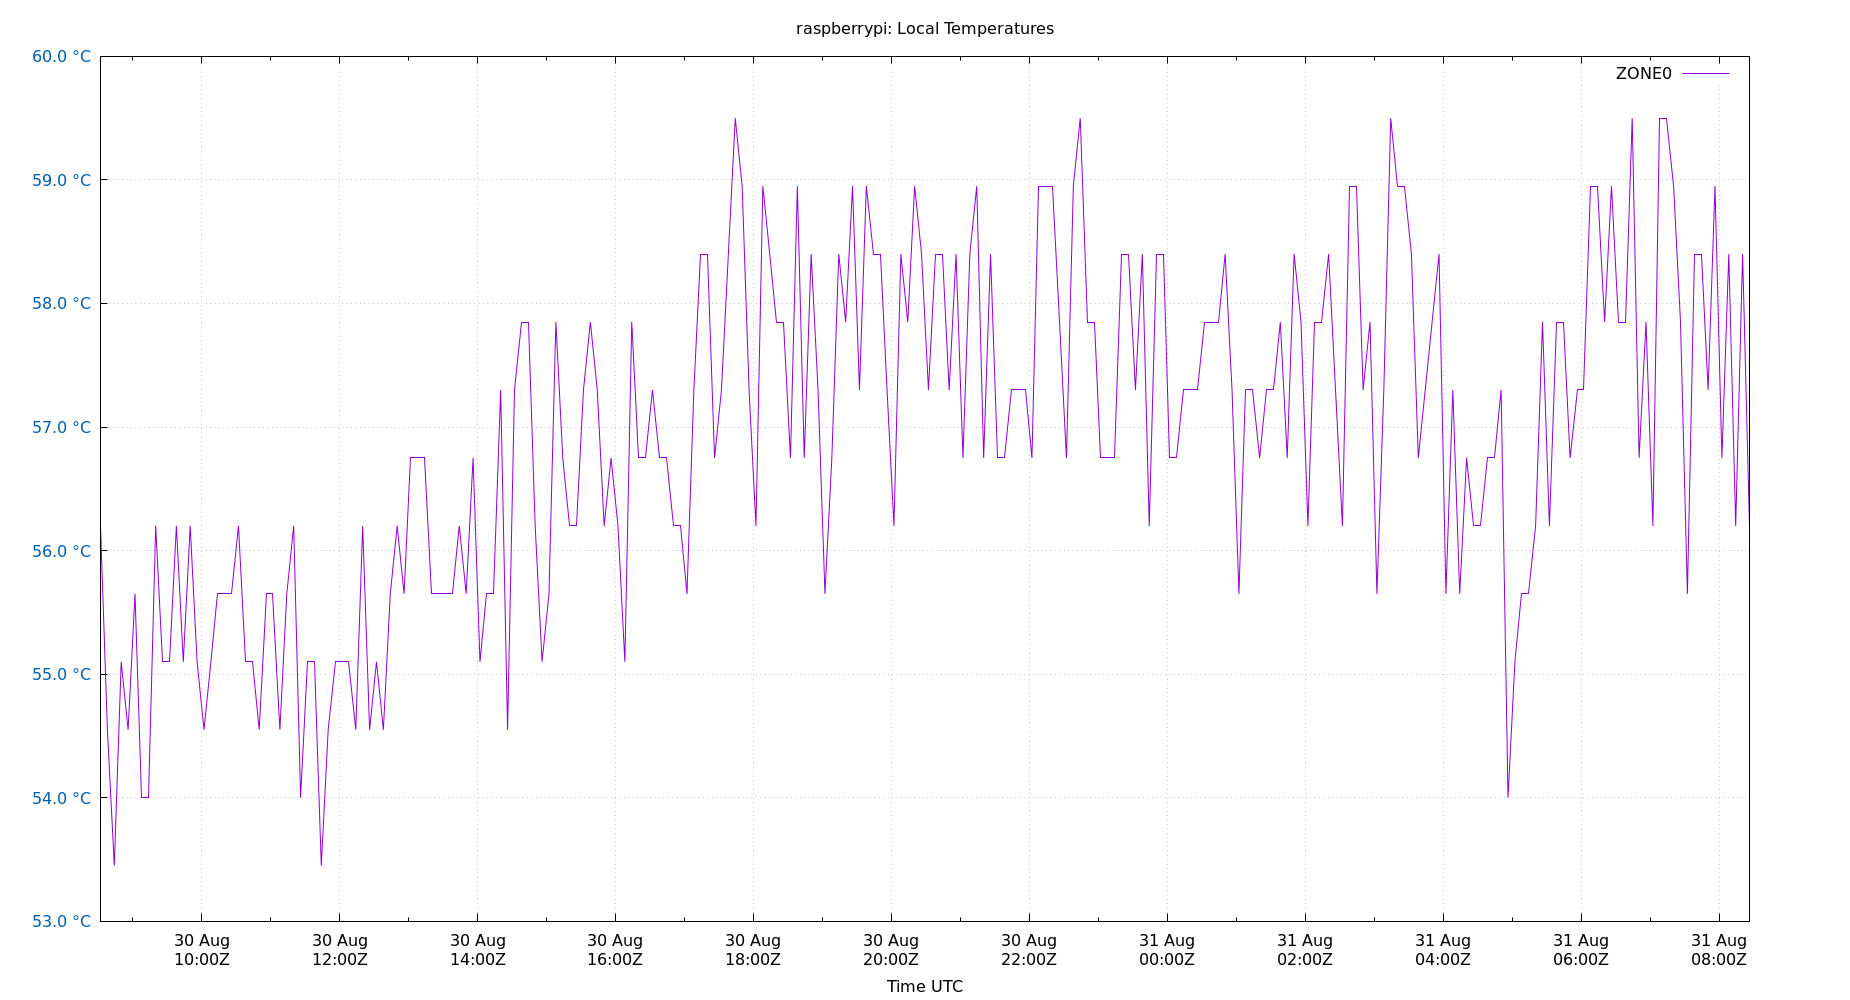 raspberrypi: Local Temperatures
60.0 °C
ZONE0
59.0 °C
58.0 °C
57.0 °C
56.0 °C
55.0 °C
54.0 °C
53.0 °C
30 Aug 30 Aug 30 Aug 30 Aug 30 Aug 30 Aug 30 Aug 31 Aug 31 Aug 31 Aug 31 Aug 31 Aug
10:00Z 12:00Z 14:00Z 16:00Z 18:00Z 20:00Z 22:00Z 00:00Z 02:00Z 04:00Z 06:00Z 08:00Z
Time UTC